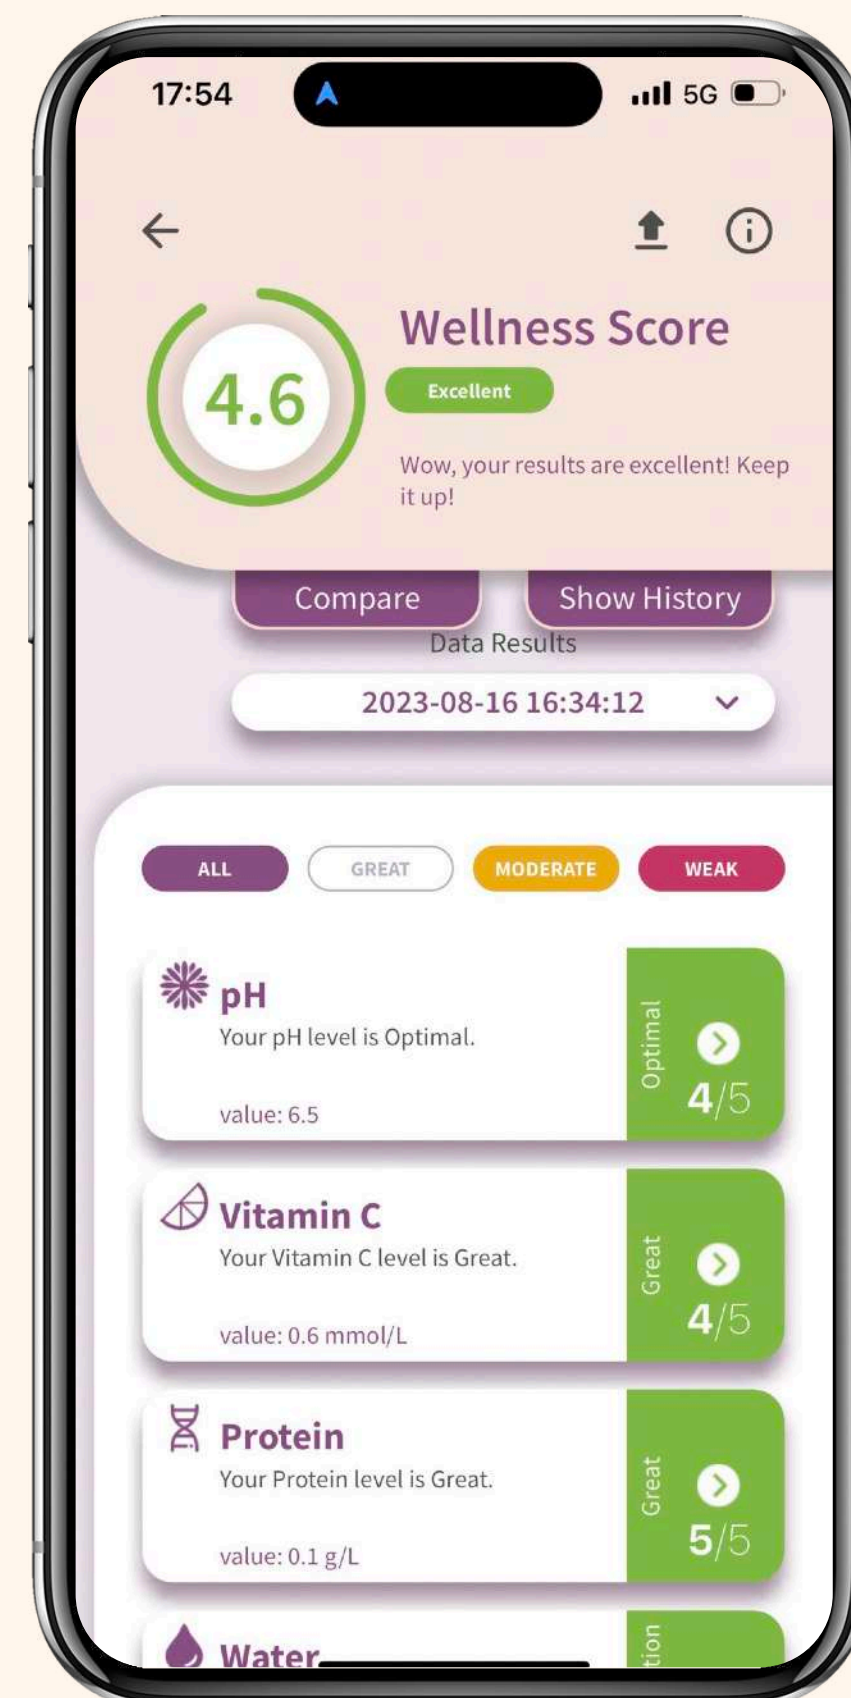 17:54
5G
Wellness Score
4.6
Excellent
Wow, your results are excellent! Keep
it up!
Compare
Show History
Data Results
2023-08-16 16:34:12
ALL
GREAT
MODERATE
WEAK
pH
Your pH level is Optimal.
value: 6.5
Optimal
4/5
Vitamin C
Your Vitamin C level is Great.
value: 0.6 mmol/L
Great
4/5
Protein
Your Protein level is Great.
value: 0.1 g/L
Great
5/5
Water
tion